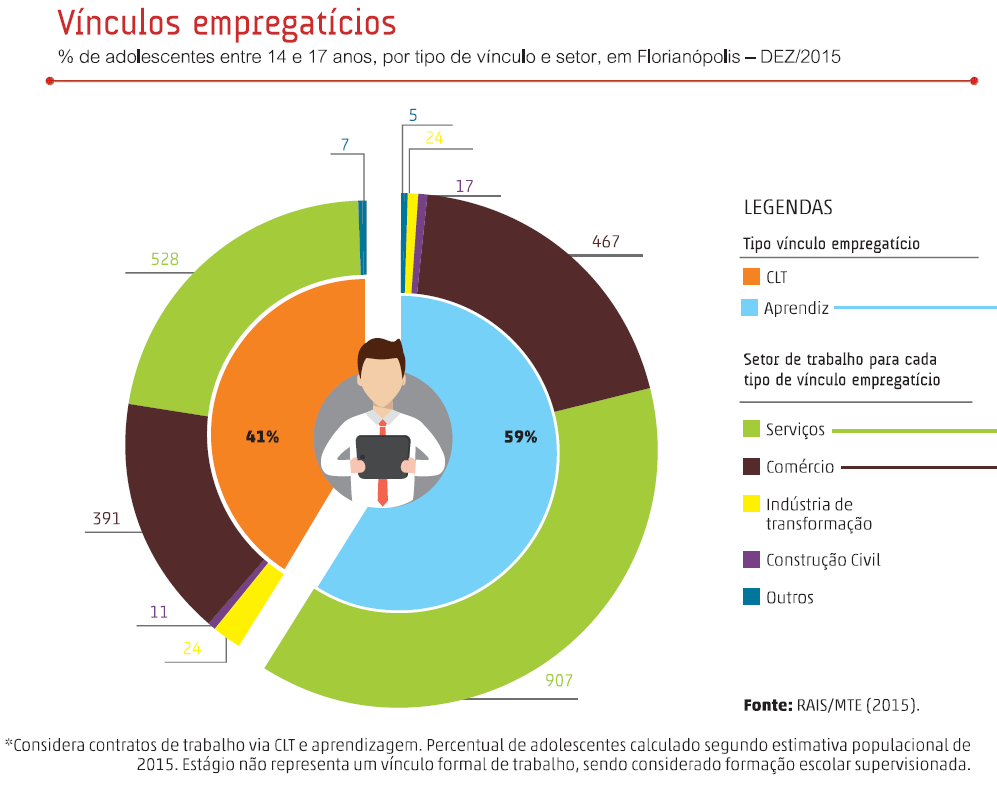 Vínculos empregatícios
% de adolescentes entre 14 e 17 anos, por tipo de vínculo e setor, em Florianópolis – DEZ/2015
5
24
7
17
467
528
41%
59%
391
11
24
907
LEGENDAS
Tipo vínculo empregatício
CLT
Aprendiz
Setor de trabalho para cada
tipo de vínculo empregatício
Serviços
Comércio
Indústria de
transformação
Construção Civil
Outros
Fonte: RAIS/MTE (2015).
*Considera contratos de trabalho via CLT e aprendizagem. Percentual de adolescentes calculado segundo estimativa populacional de
2015. Estágio não representa um vínculo formal de trabalho, sendo considerado formação escolar supervisionada.